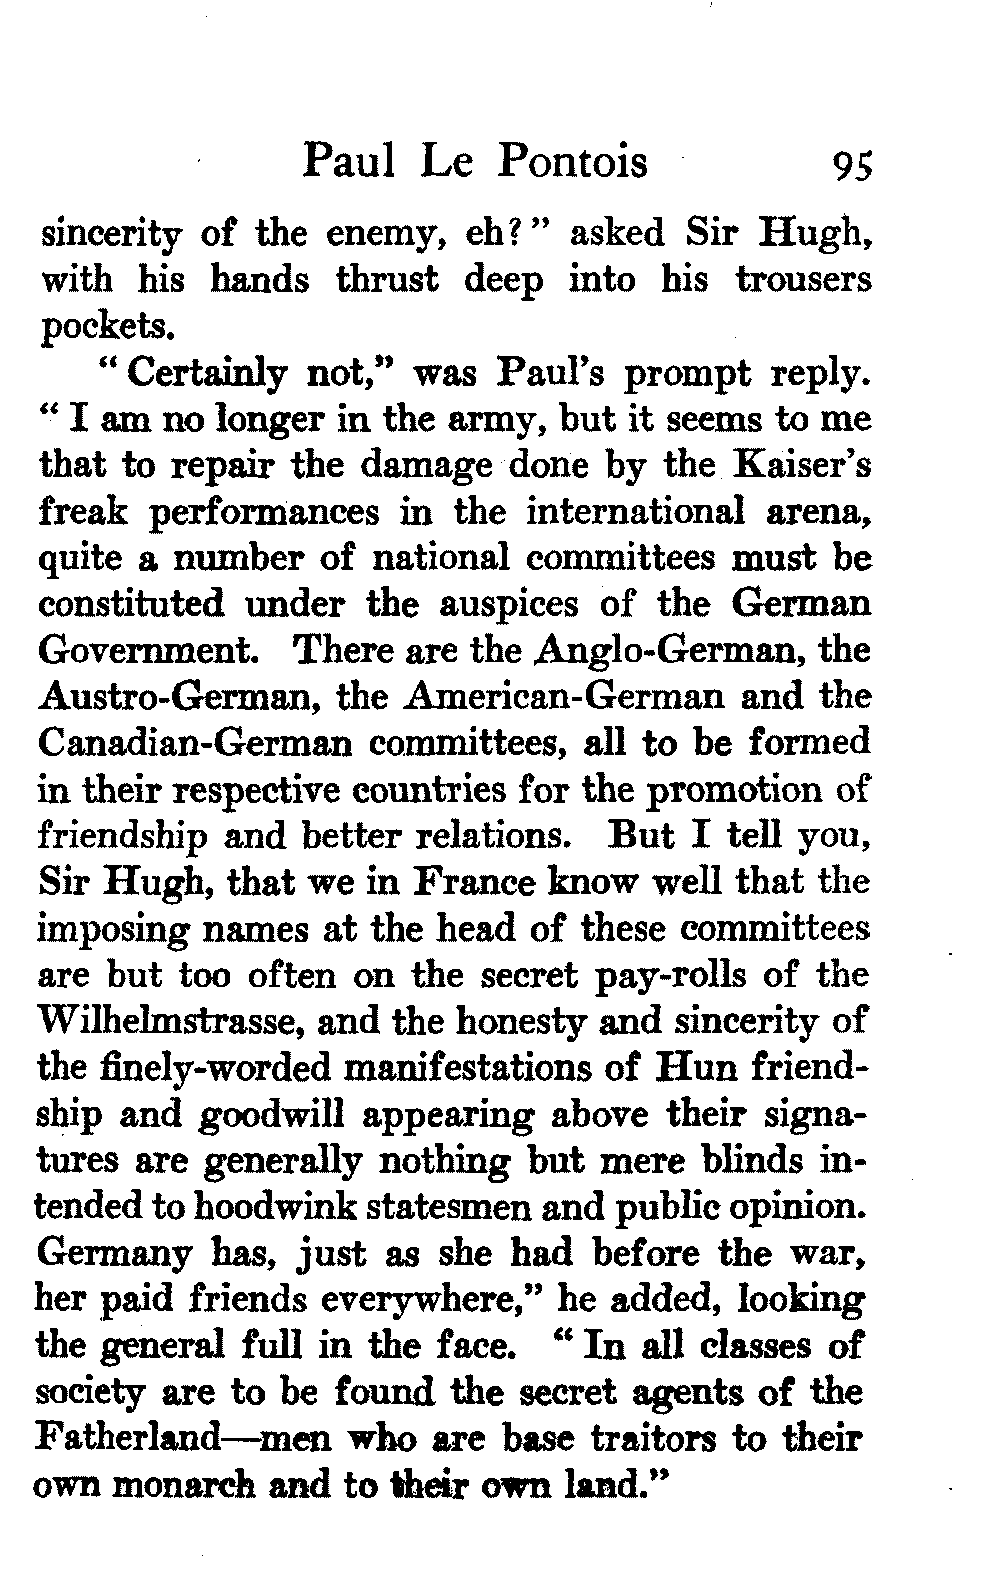 Paul Le Pontois 95
sincerity of the enemy, eh?" asked Sir Hugh,
with his hands thrust deep into his trousers
pockets.
"Certainly not," was Paul's prompt reply.
"I am no longer in the army, but it seems to me
that to repair the damage done by the Kaiser's
freak performances in the international arena,
quite a number of national committees must be
constituted under the auspices of the German
Government. There are the Anglo-German, the
Austro-German, the American-German and the
Canadian-German committees, all to be formed
in their respective countries for the promotion of
friendship and better relations. But I tell you,
Sir Hugh, that we in France know well that the
imposing names at the head of these committees
are but too often on the secret pay-rolls of the
Wilhelmstrasse, and the honesty and sincerity of
the finely-worded manifestations of Hun friend-
ship and goodwill appearing above their signa-
tures are generally nothing but mere blinds in-
tended to hoodwink statesmen and public opinion.
Germany has, just as she had before the war,
her paid friends everywhere," he added, looking
the general full in the face. "In all classes of
society are to be found the secret agents of the
Fatherland—men who are base traitors to their
own monarch and to their own land."